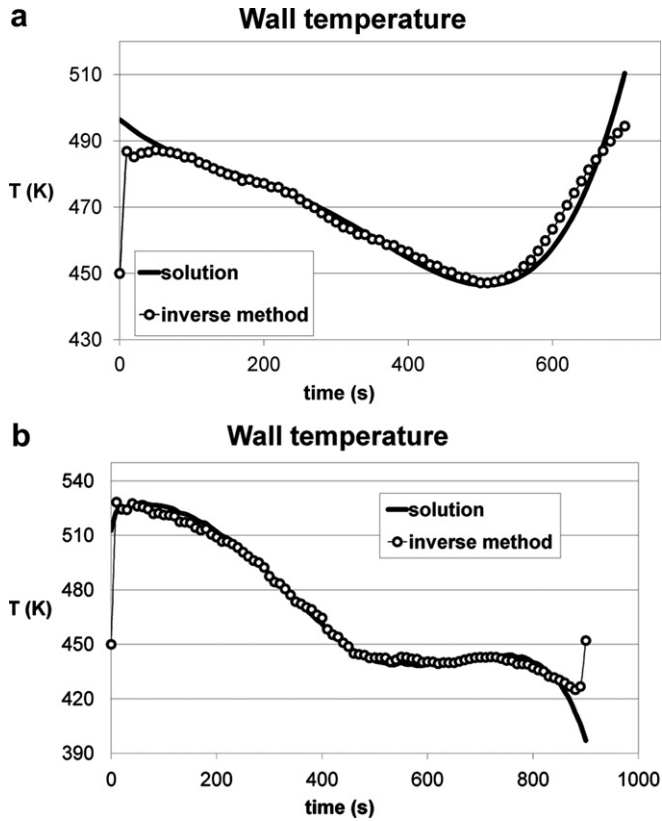 a
Wall temperature
510
490
T (K)
470
450
430
solution
inverse method
0
200
400
600
time (s)
b
Wall temperature
540
510
480
T (K)
450
420
390
solution
inverse method
0
200
400
600
800
1000
time (s)